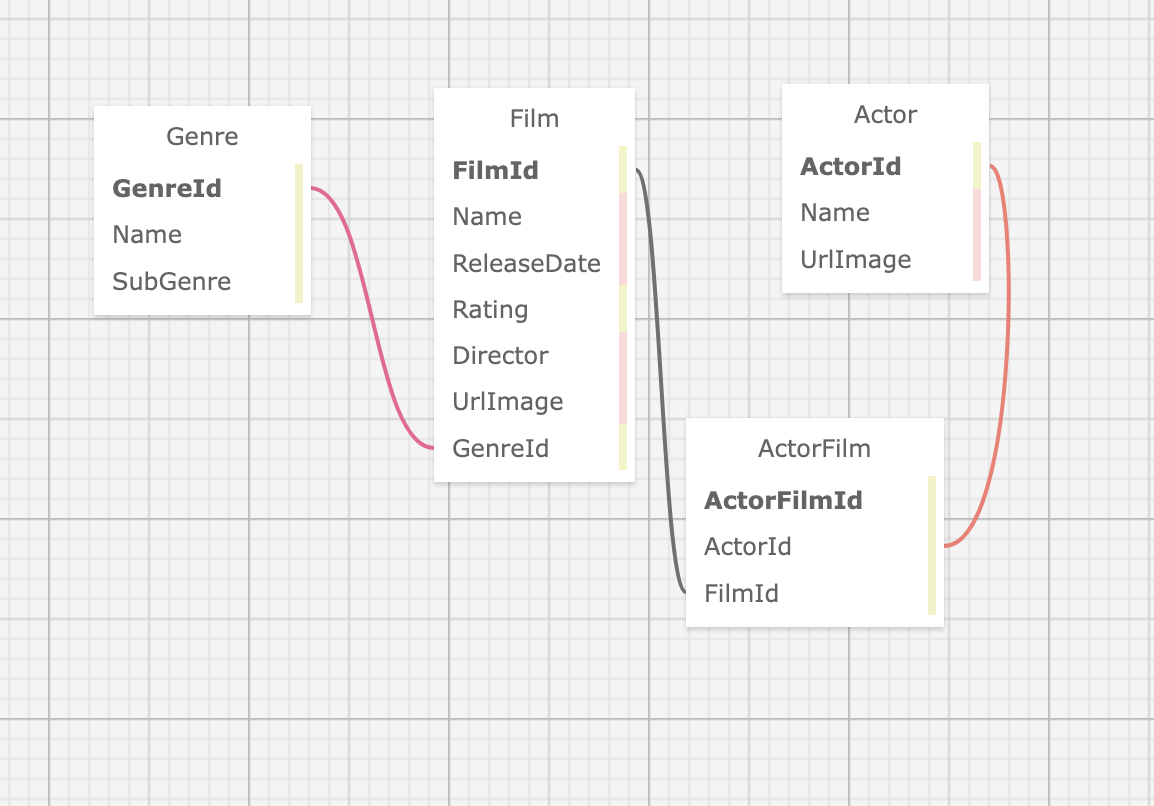 Genre
GenreId
Name
SubGenre
Film
FilmId
Name
ReleaseDate
Rating
Director
UrlImage
GenreId
Actor
ActorId
Name
UrlImage
ActorFilm
ActorFilmId
ActorId
FilmId